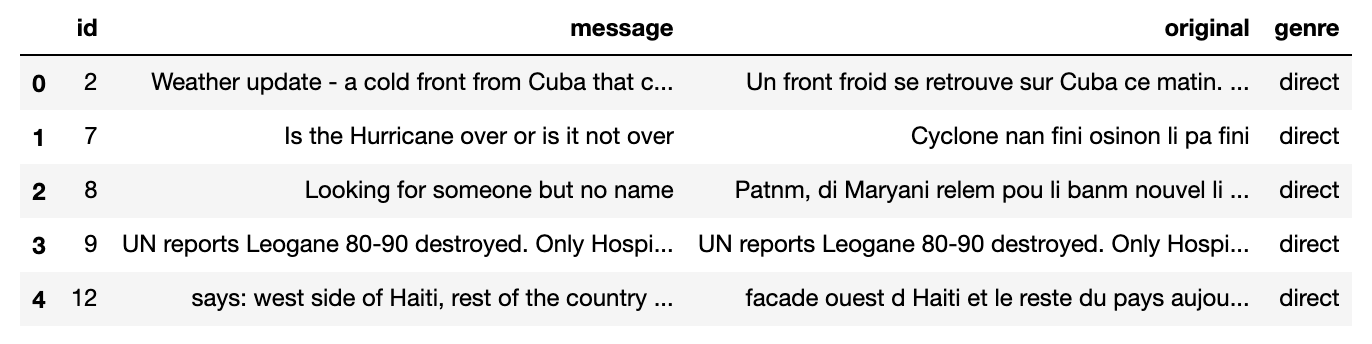 id message original genre
0 2 Weather update - a cold front from Cuba that c... Un front froid se retrouve sur Cuba ce matin. ... direct
1 7 Is the Hurricane over or is it not over Cyclone nan fini osinon li pa fini direct
2 8 Looking for someone but no name Patnm, di Maryani relem pou li banm nouvel li ... direct
3 9 UN reports Leogane 80-90 destroyed. Only Hospi... UN reports Leogane 80-90 destroyed. Only Hospi... direct
4 12 says: west side of Haiti, rest of the country ... facade ouest d Haiti et le reste du pays aujou... direct